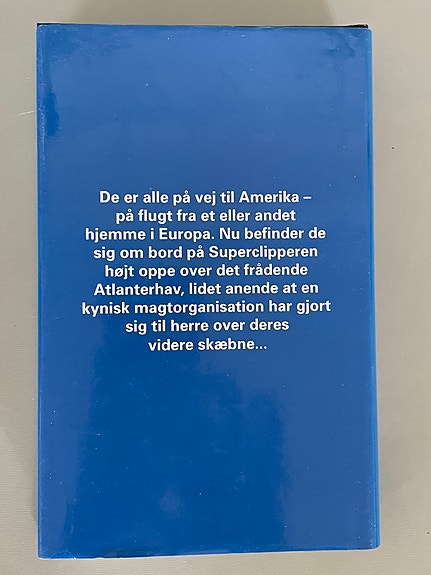 De er alle på vej til Amerika –
på flugt fra et eller andet
hjemme i Europa. Nu befinder de
sig om bord på Superclipperen
højt oppe over det frådende
Atlanterhav, lidet anende at en
kynisk magtorganisation har gjort
sig til herre over deres
videre skæbne...